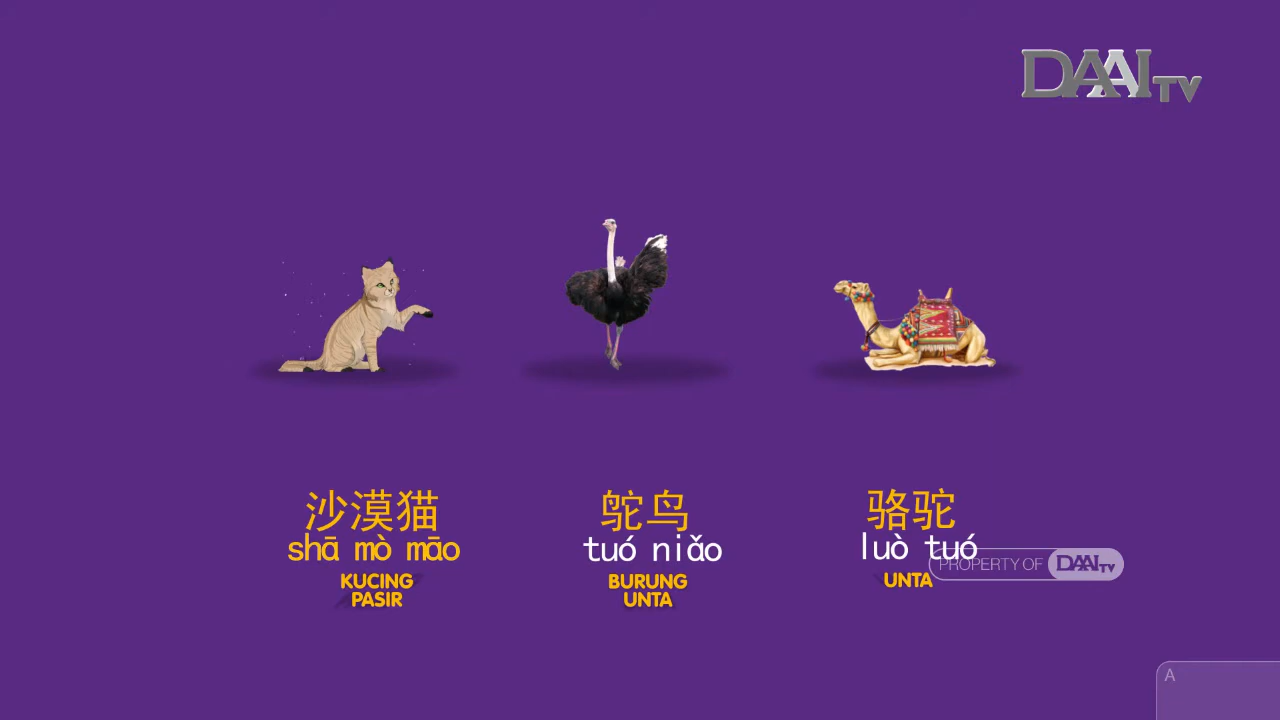 DAAI TV
沙漠猫
shā mò māo
KUCING
PASIR
鸵鸟
tuó niǎo
BURUNG
UNTA
骆驼
luò tuó
UNTA
PROPERTY OF DAAI TV
A